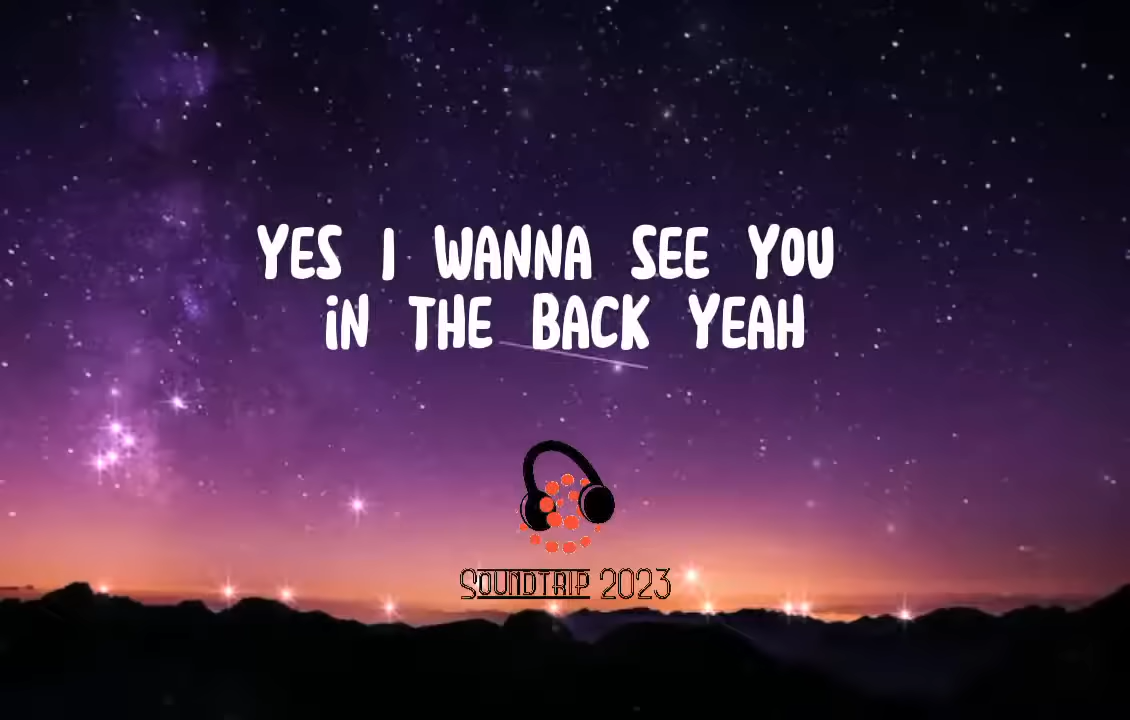 YES I WANNA SEE YOU
IN THE BACK YEAH
SOUNDTRIP 2023